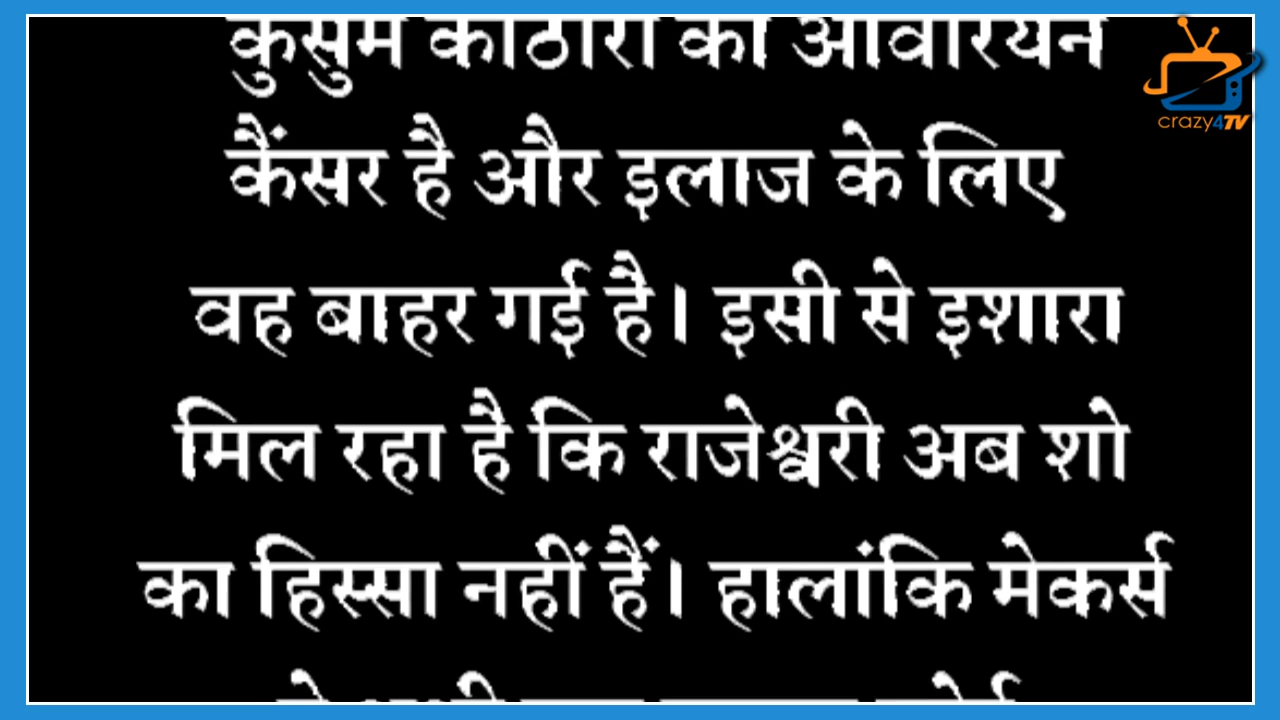 कुसुम कोठारी को ओवेरियन
crazy4TV
कैंसर है और इलाज के लिए
वह बाहर गई है। इसी से इशारा
मिल रहा है कि राजेश्वरी अब शो
का हिस्सा नहीं हैं। हालांकि मेकर्स